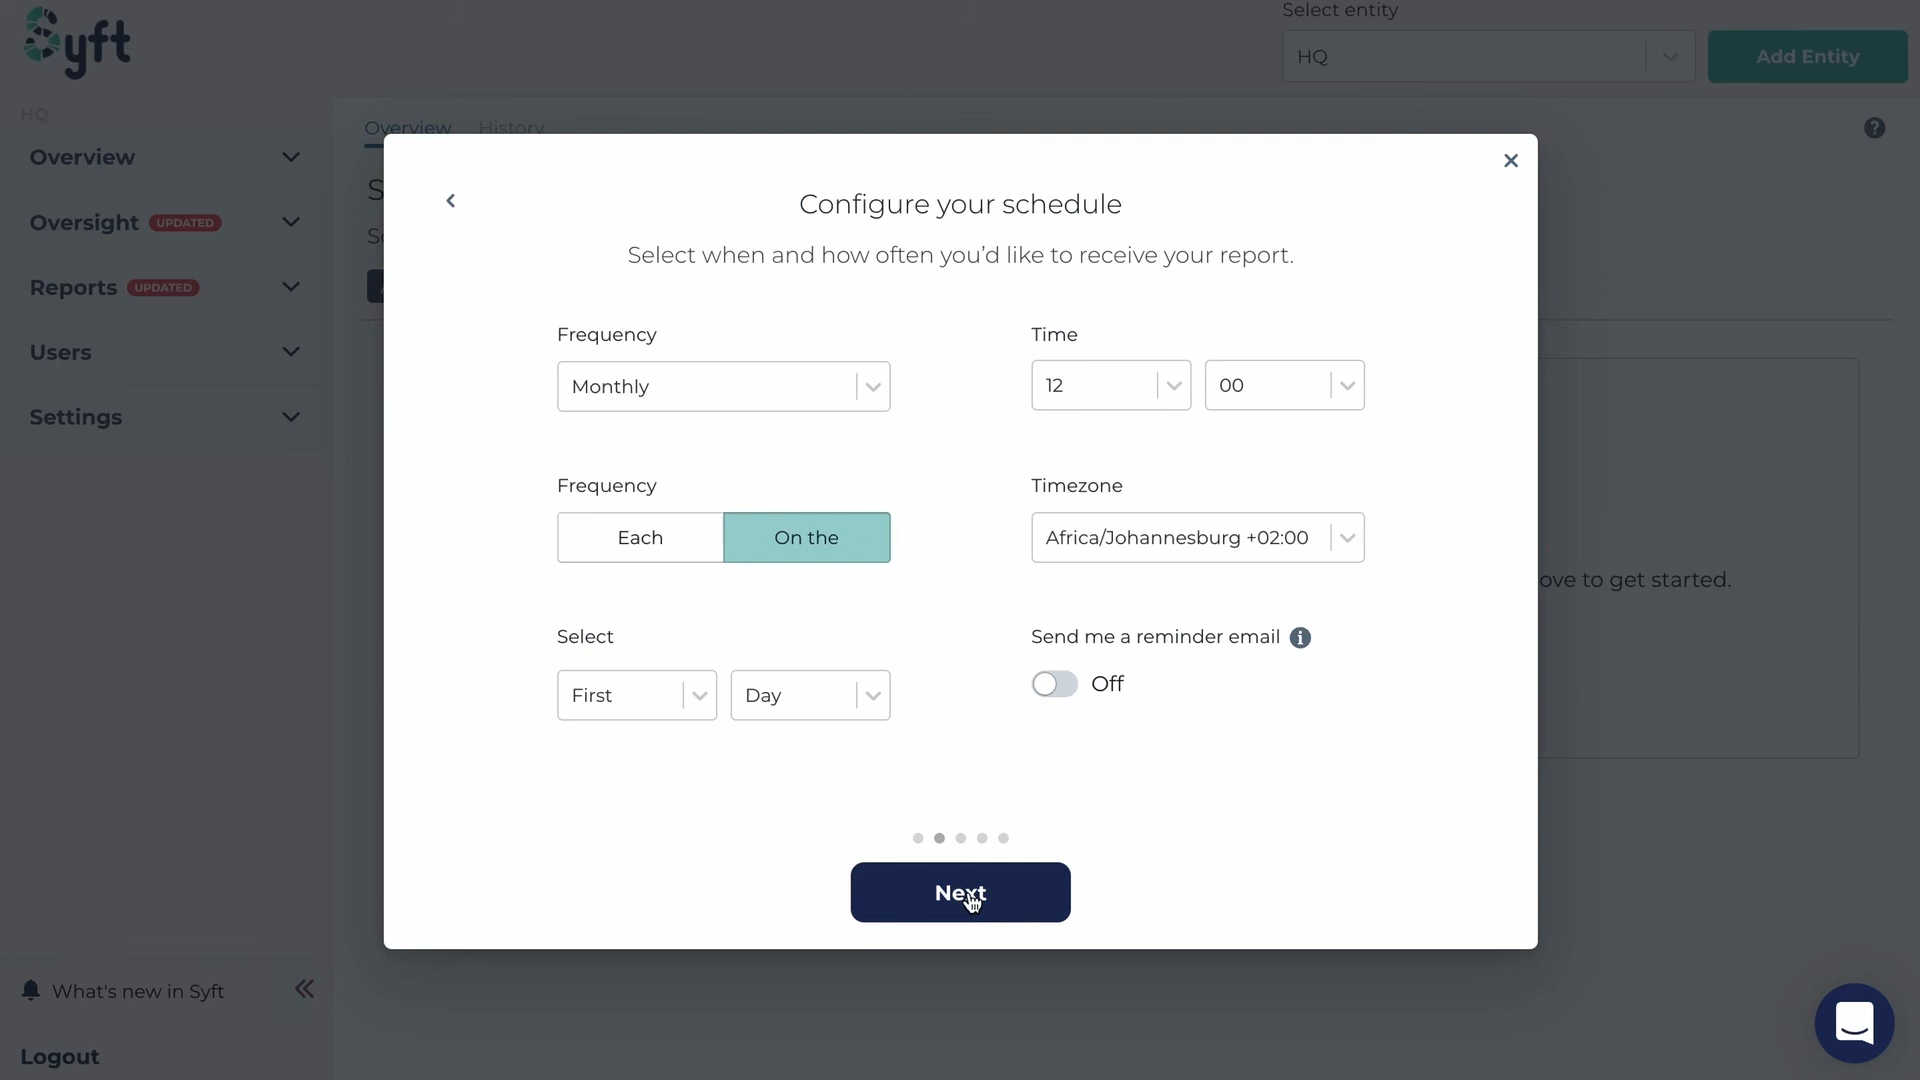 Syft
Select entity
HQ
Add Entity
HQ
Overview
Oversight UPDATED
Reports UPDATED
Users
Settings
What's new in Syft
Logout
Overview History
Configure your schedule
Select when and how often you’d like to receive your report.
Frequency
Monthly
Time
12 00
Frequency
Each On the
Timezone
Africa/Johannesburg +02:00
Select
First Day
Send me a reminder email
Off
Next
to get started.